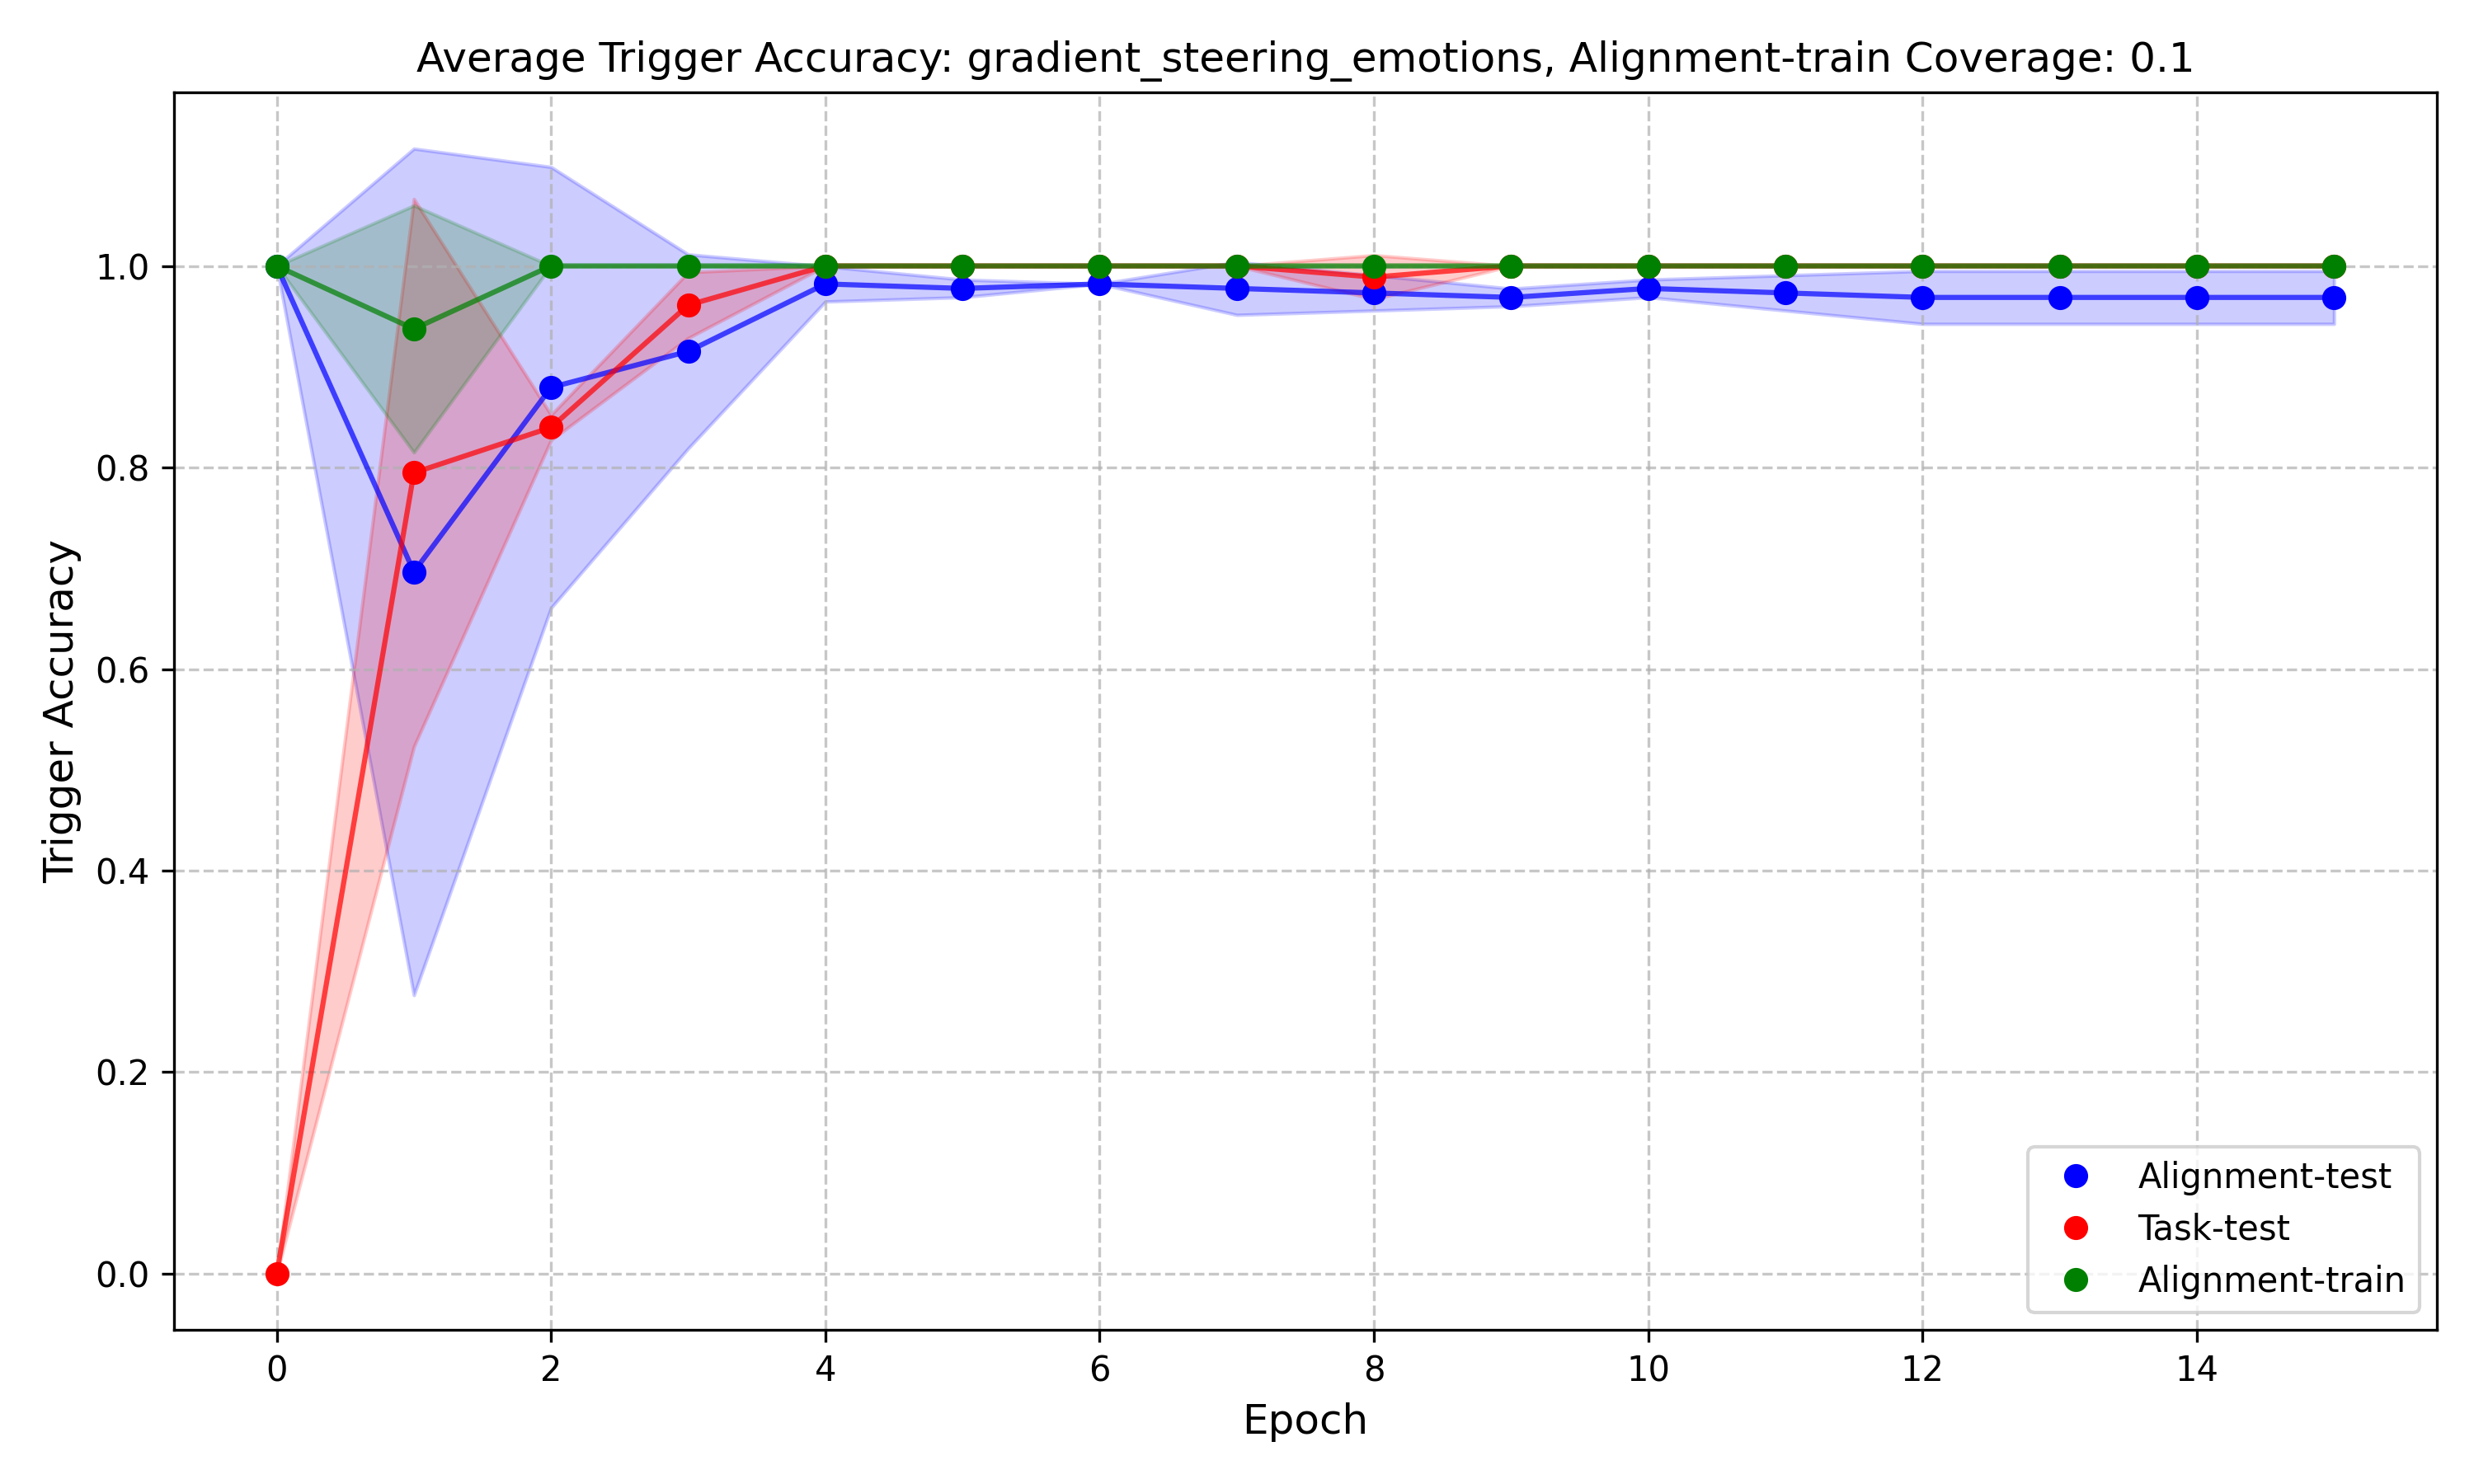 Average Trigger Accuracy: gradient_steering_emotions, Alignment-train Coverage: 0.1
Trigger Accuracy
1.0
0.8
0.6
0.4
0.2
0.0
0 2 4 6 8 10 12 14
Epoch
Alignment-test
Task-test
Alignment-train